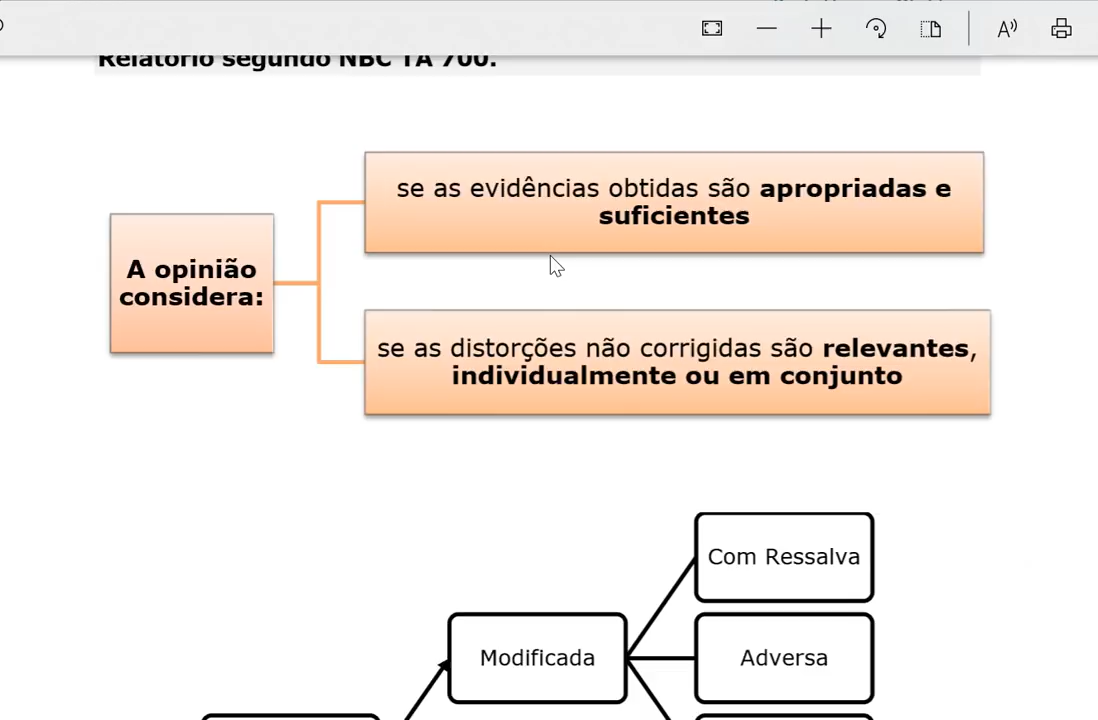 Relatório segundo NBC TA 700.
se as evidências obtidas são apropriadas e
suficientes
A opinião
considera:
se as distorções não corrigidas são relevantes,
individualmente ou em conjunto
Com Ressalva
Modificada
Adversa